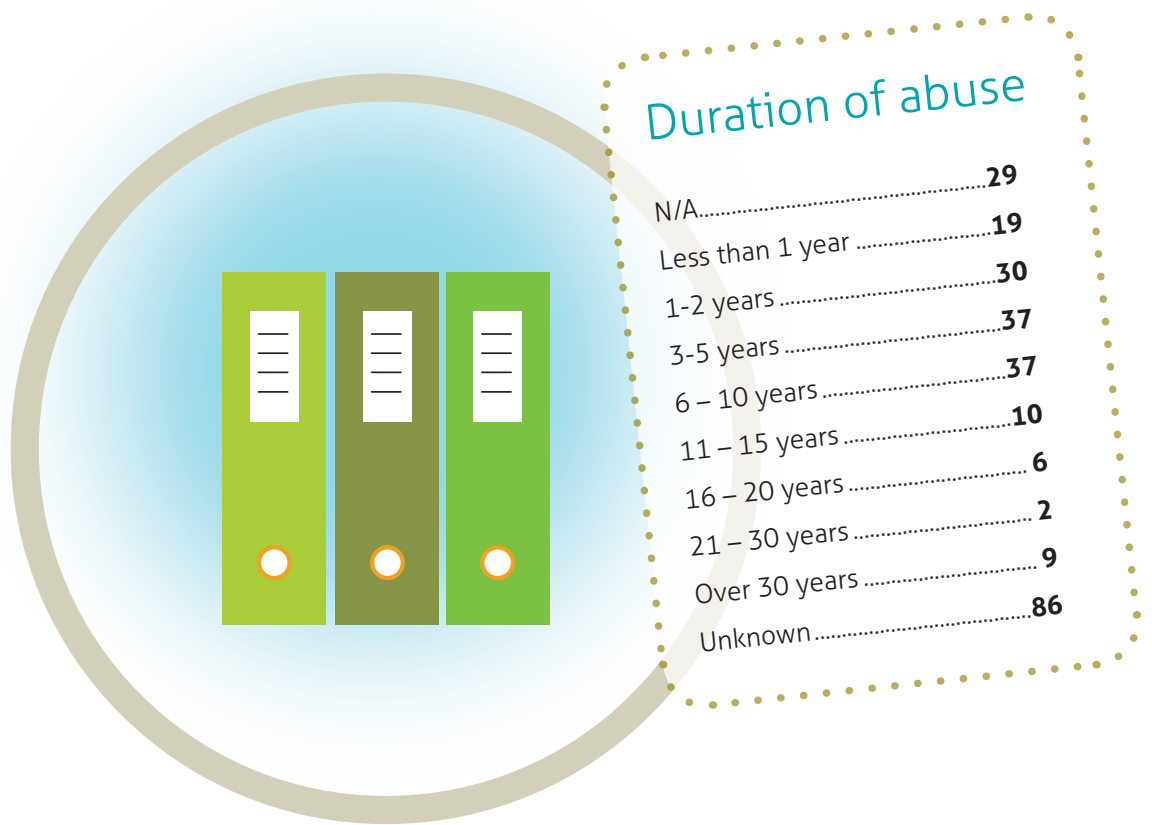 Duration of abuse
N/A....................................................29
Less than 1 year ........................19
1-2 years .......................................30
3-5 years .......................................37
6 – 10 years .................................37
11 – 15 years ..............................10
16 – 20 years ................................ 6
21 – 30 years ................................ 2
Over 30 years ............................... 9
Unknown .......................................86